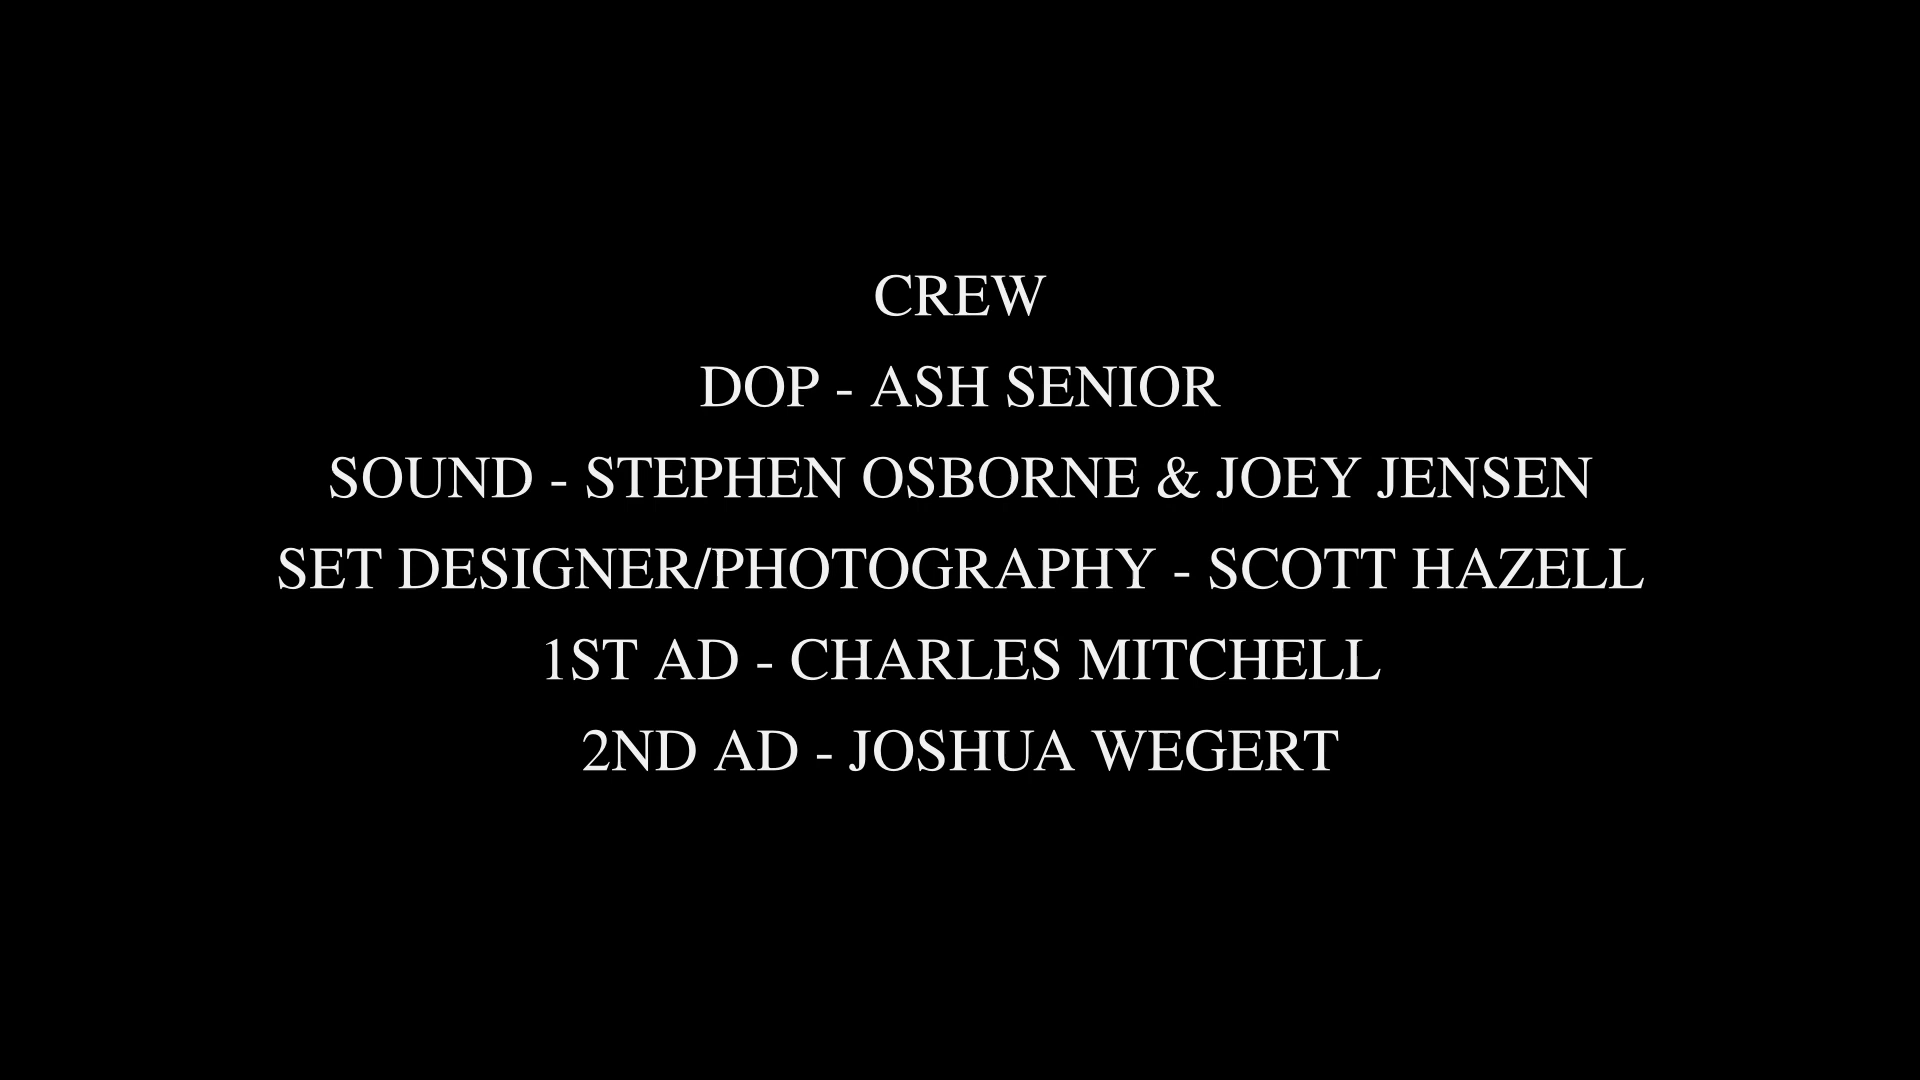 CREW
DOP - ASH SENIOR
SOUND - STEPHEN OSBORNE & JOEY JENSEN
SET DESIGNER/PHOTOGRAPHY - SCOTT HAZELL
1ST AD - CHARLES MITCHELL
2ND AD - JOSHUA WEGERT